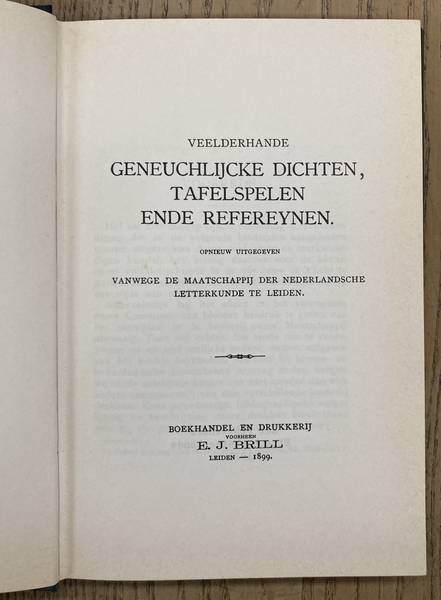 VEELDERHANDE
GENEUCHLIJCKE DICHTEN,
TAFELSPELEN
ENDE REFEREYNEN.
OPNIEUW UITGEGEVEN
VANWEGE DE MAATSCHAPPIJ DER NEDERLANDSCHE
LETTERKUNDE TE LEIDEN.
BOEKHANDEL EN DRUKKERIJ
VOORHEEN
E. J. BRILL
LEIDEN — 1899.